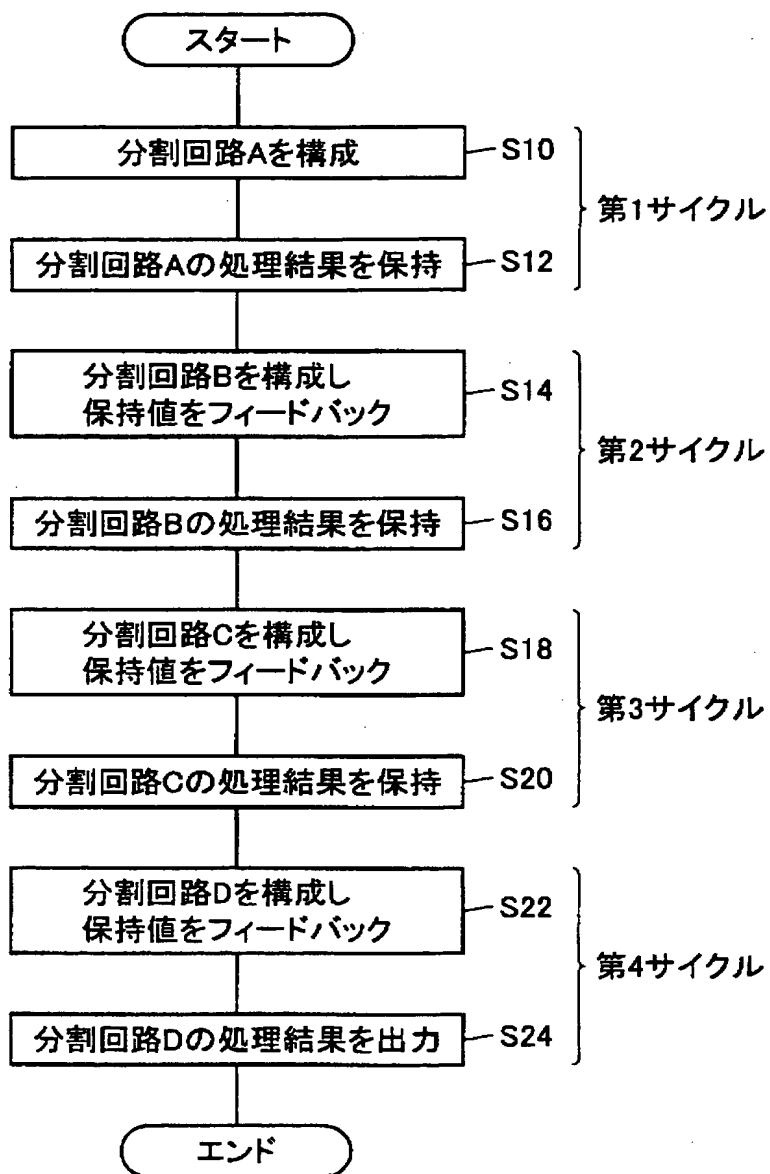 スタート
分割回路Aを構成
S10
第1サイクル
分割回路Aの処理結果を保持
S12
分割回路Bを構成し
保持値をフィードバック
S14
第2サイクル
分割回路Bの処理結果を保持
S16
分割回路Cを構成し
保持値をフィードバック
S18
第3サイクル
分割回路Cの処理結果を保持
S20
分割回路Dを構成し
保持値をフィードバック
S22
第4サイクル
分割回路Dの処理結果を出力
S24
エンド